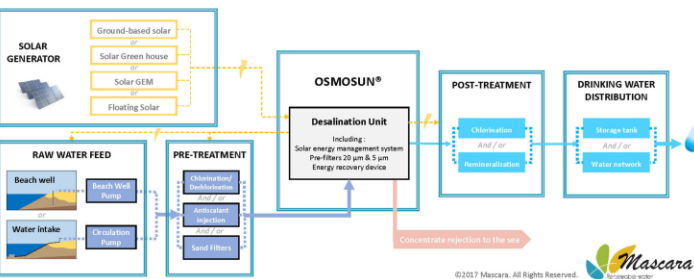 SOLAR
GENERATOR
Ground-based solar
or
Solar Green house
or
Solar GEM
or
Floating Solar
OSMOSUN®
Desalination Unit
Including :
Solar energy management system
Pre-filters 20 µm & 5 µm
Energy recovery device
POST-TREATMENT
Chlorination
And / or
Remineralisation
DRINKING WATER
DISTRIBUTION
Storage tank
And / or
Water network
RAW WATER FEED
Beach well
or
Water intake
Beach Well
Pump
Circulation
Pump
PRE-TREATMENT
Chlorination/
Dechlorination
And / or
Antiscalant
Injection
And / or
Sand Filters
Concentrate rejection to the sea
©2017 Mascara. All Rights Reserved.
Mascara
Renewable water